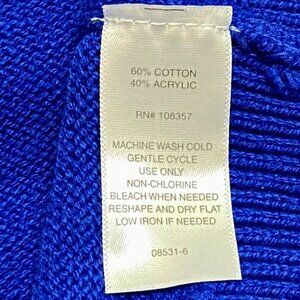 60% COTTON
40% ACRYLIC
RN# 108357
MACHINE WASH COLD
GENTLE CYCLE
USE ONLY
NON-CHLORINE
BLEACH WHEN NEEDED
RESHAPE AND DRY FLAT
LOW IRON IF NEEDED
08531-6